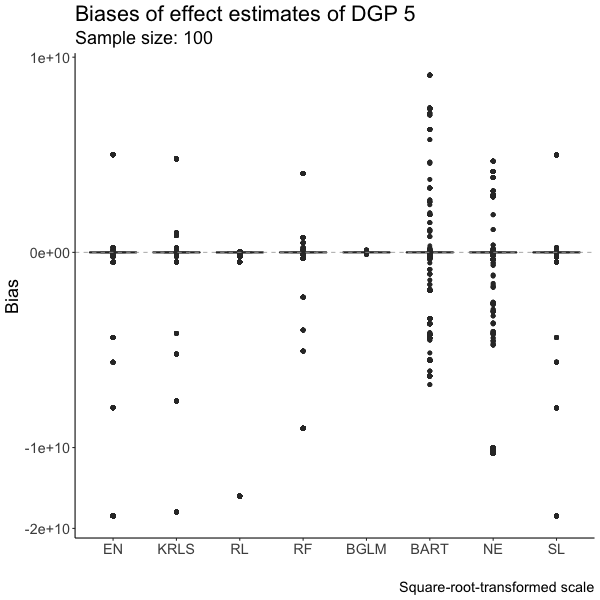 Biases of effect estimates of DGP 5
Sample size: 100
1e+10
0e+00
-1e+10
-2e+10
Bias
EN KRLS RL RF BGLM BART NE SL
Square-root-transformed scale